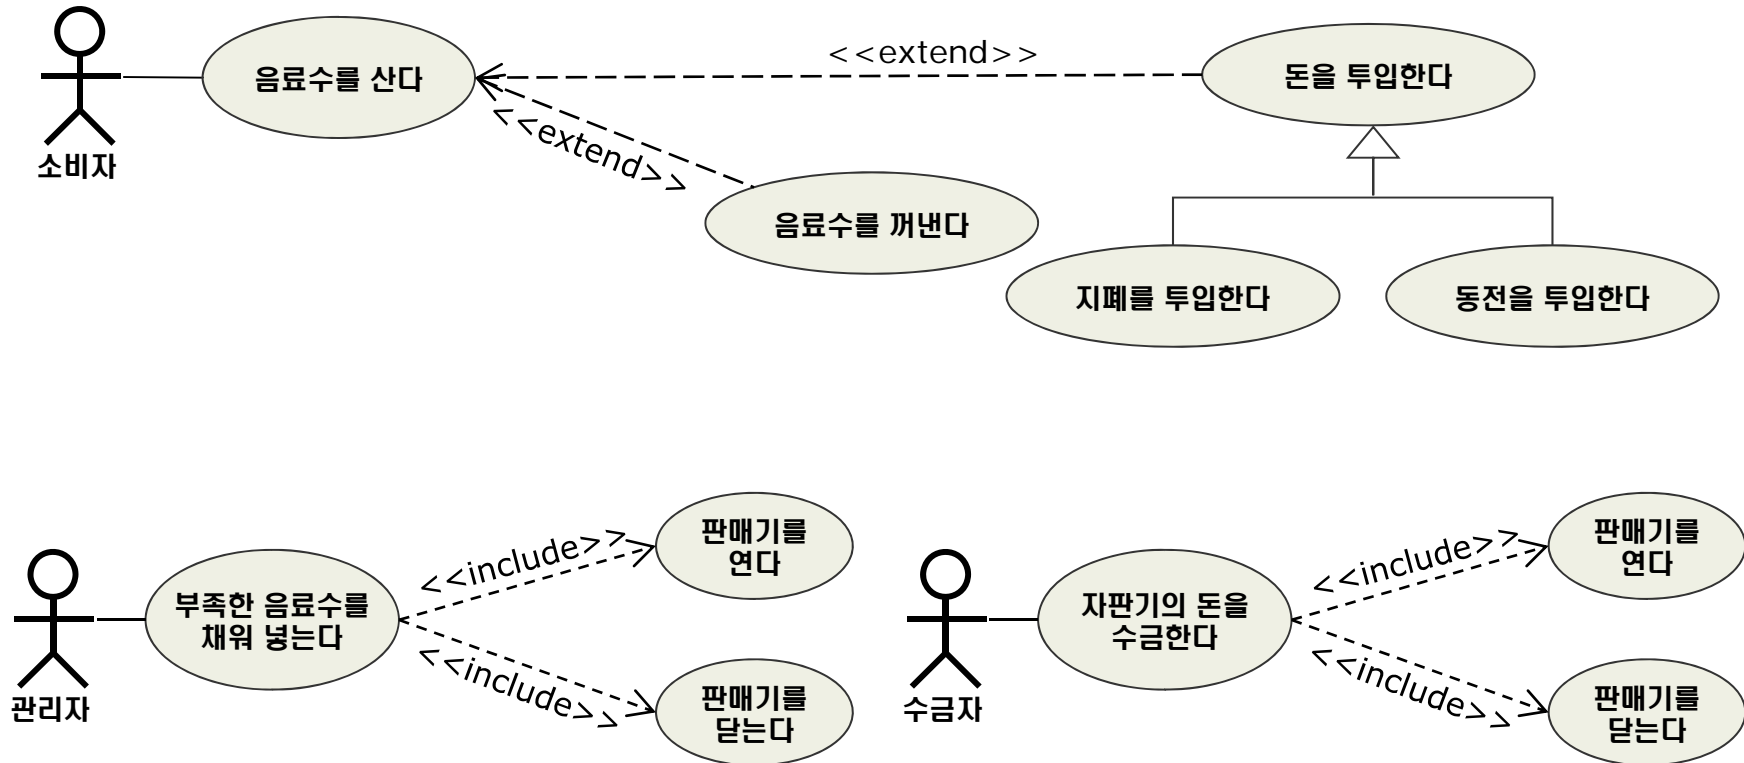 <<extend>>
음료수를 산다
돈을 투입한다
<<extend>>
소비자
음료수를 꺼낸다
지폐를 투입한다
동전을 투입한다
<<include>>
판매기를
연다
부족한 음료수를
채워 넣는다
<<include>>
판매기를
닫는다
관리자
<<include>>
판매기를
연다
자판기의 돈을
수금한다
<<include>>
판매기를
닫는다
수금자